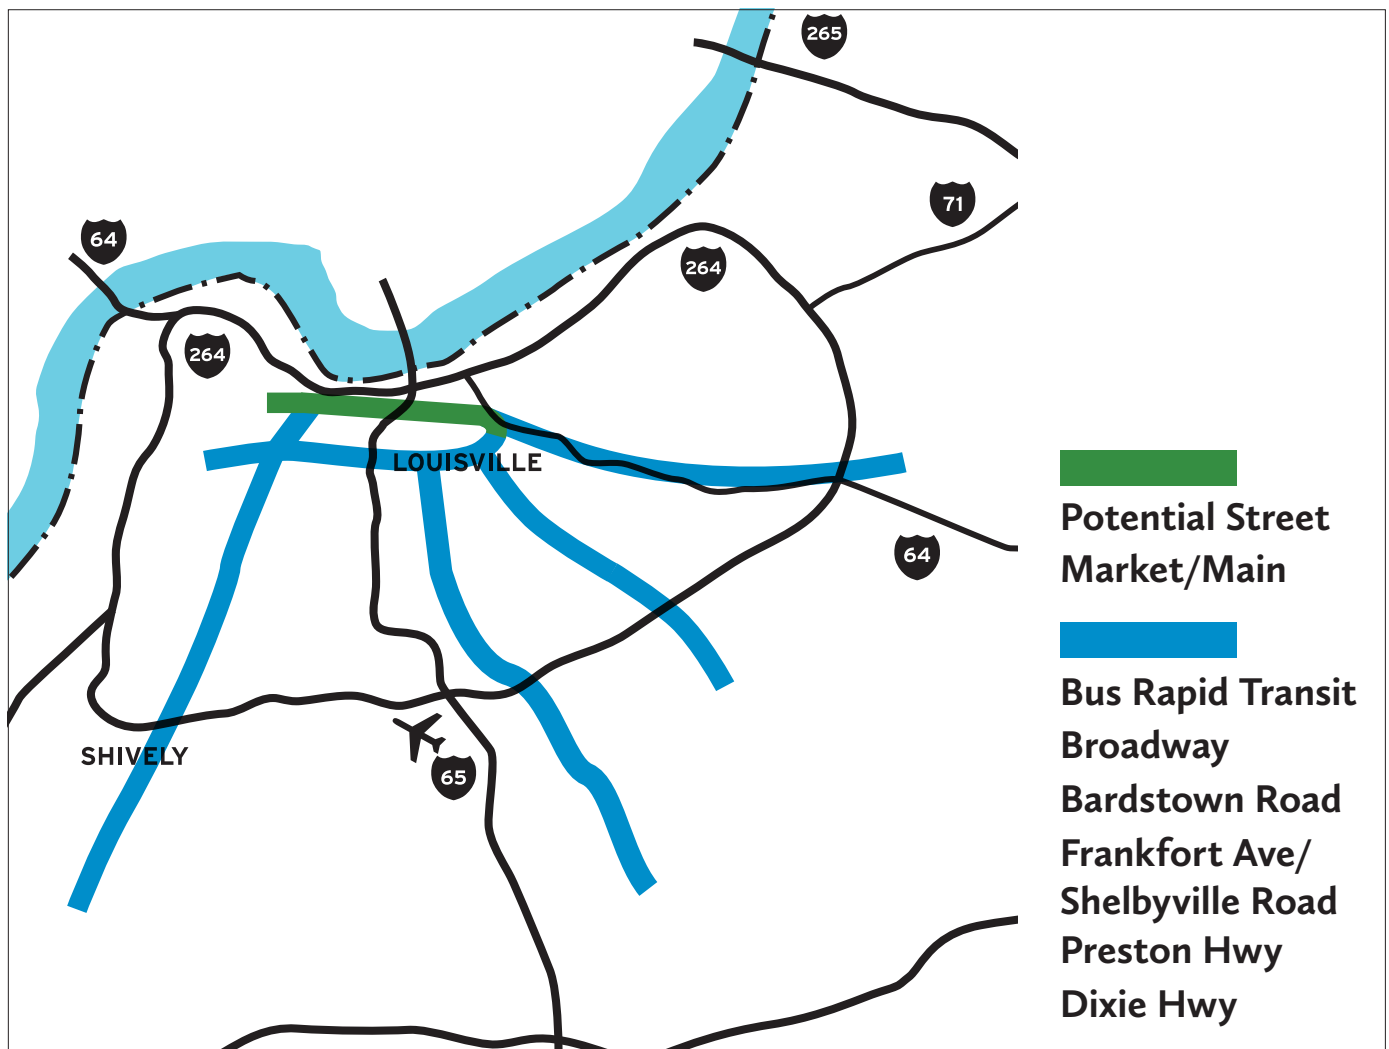 265
71
64
264
264
LOUISVILLE
64
SHIVELY
65
Potential Street
Market/Main
Bus Rapid Transit
Broadway
Bardstown Road
Frankfort Ave/
Shelbyville Road
Preston Hwy
Dixie Hwy